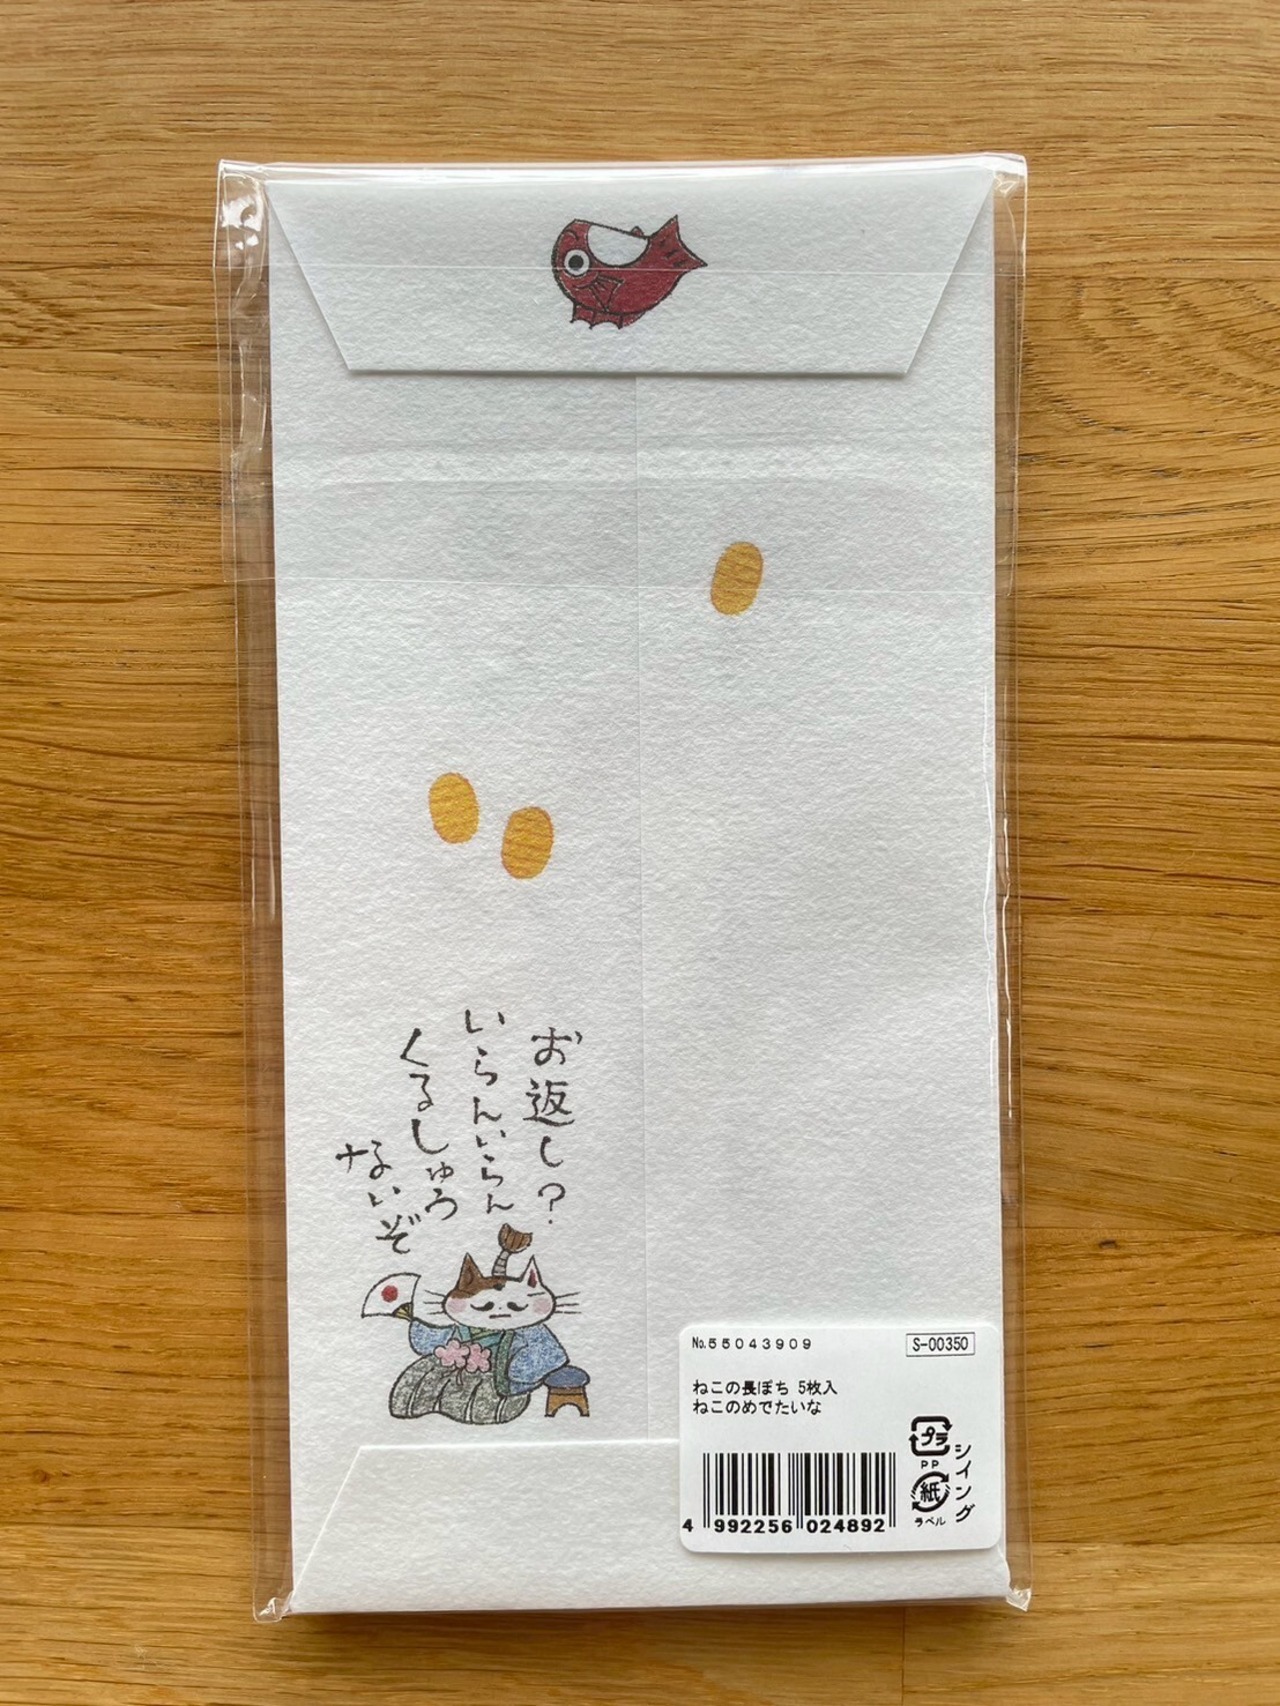 お返し?
いらんいらん
くるしゅう
ないぞ
No.55043909
S-00350
ねこの長ぽち 5枚入
ねこのめでたいな
プラ
PP
紙
ラベル
シイング
4 992256 024892